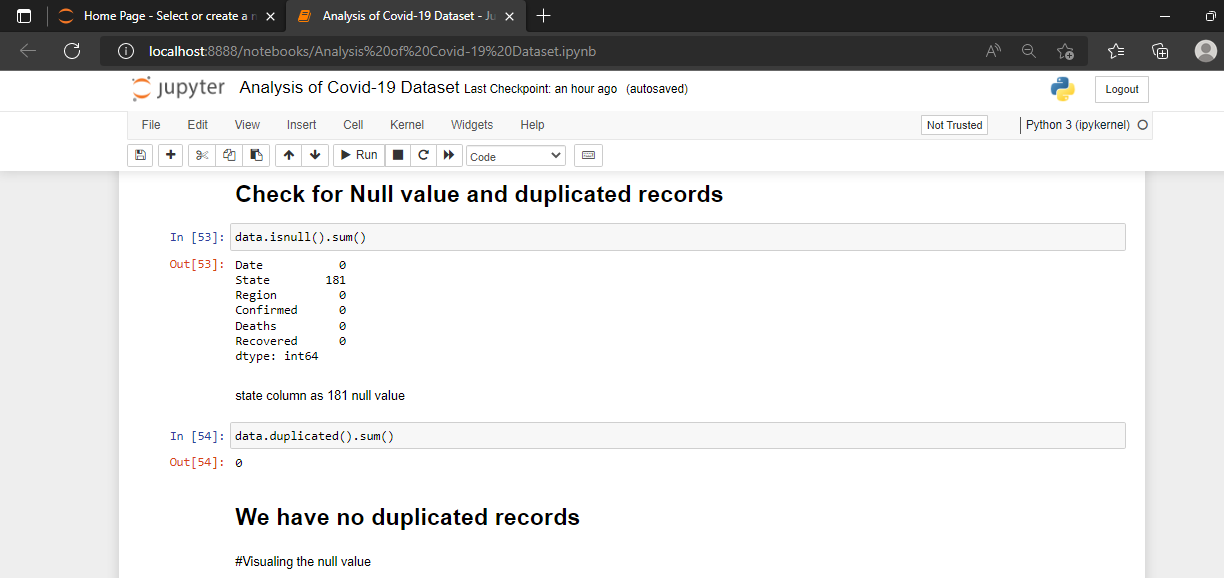 Home Page - Select or create a n
Analysis of Covid-19 Dataset - Ju
localhost:8888/notebooks/Analysis%20of%20Covid-19%20Dataset.ipynb
jupyter Analysis of Covid-19 Dataset Last Checkpoint: an hour ago (autosaved)
Logout
File Edit View Insert Cell Kernel Widgets Help
Not Trusted
Python 3 (ipykernel)
Run
Code
Check for Null value and duplicated records
In [53]: data.isnull().sum()
Out[53]: Date 0
State 181
Region 0
Confirmed 0
Deaths 0
Recovered 0
dtype: int64
state column as 181 null value
In [54]: data.duplicated().sum()
Out[54]: 0
We have no duplicated records
#Visualing the null value